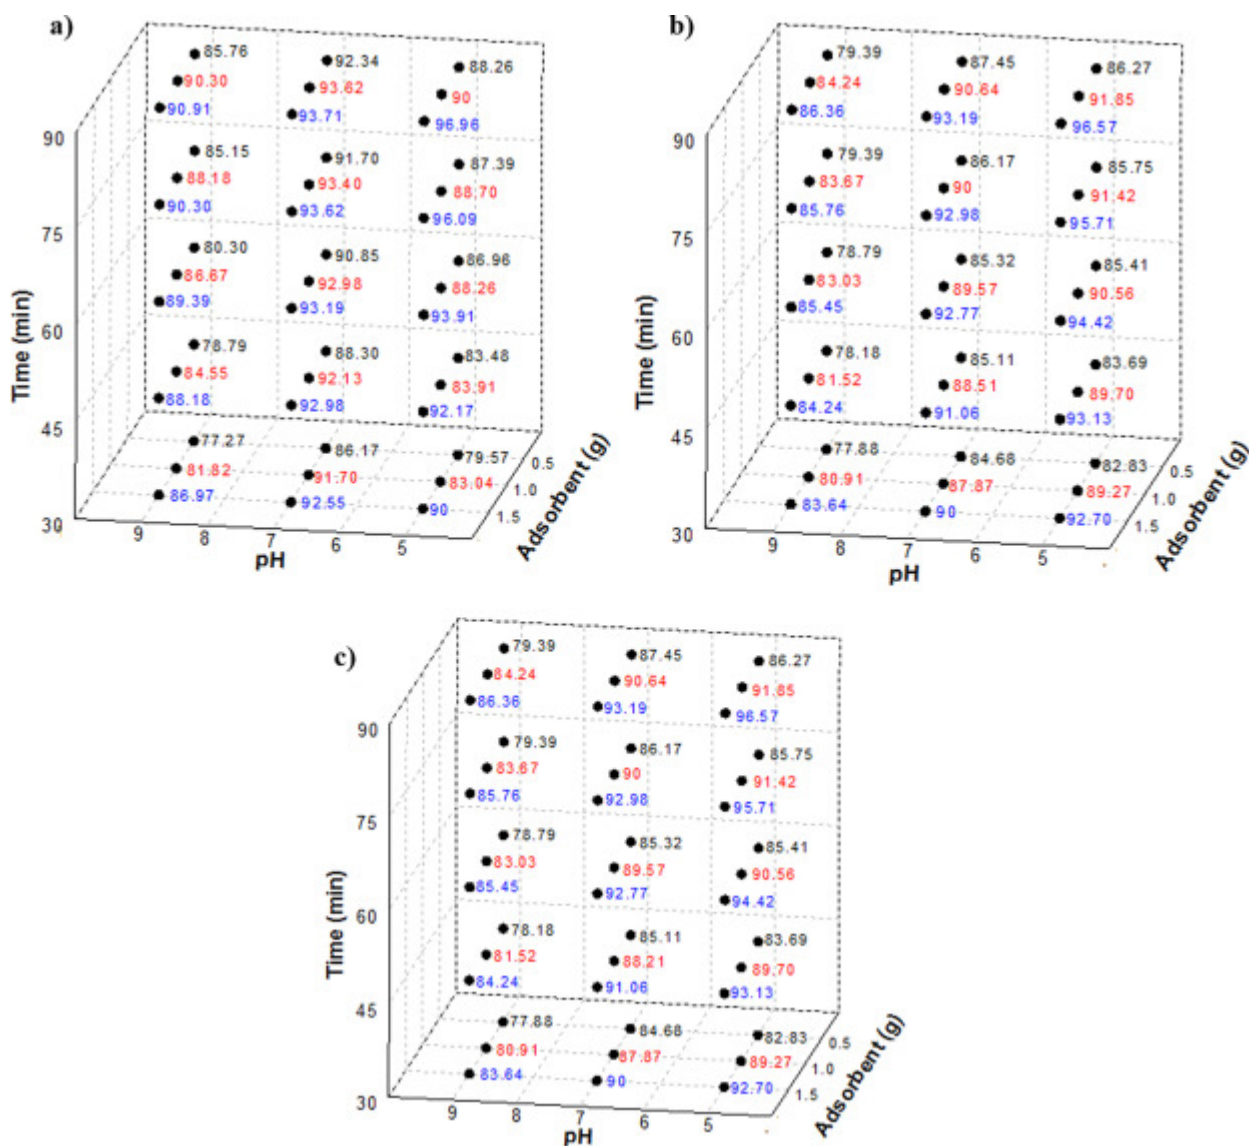 a)
85.76 92.34 88.26
90.30 93.62 90
90.91 93.71 96.96
90
85.15 91.70 87.39
88.18 93.40 88.70
90.30 93.62 96.09
75
80.30 90.85 86.96
86.67 92.98 88.26
89.39 93.19 93.91
60
78.79 88.30 83.48
84.55 92.13 83.91
88.18 92.98 92.17
45
77.27 86.17 79.57
81.82 91.70 83.04
86.97 92.55 90
30
Time (min)
9 8 7 6 5
pH
0.5
1.0
1.5
Adsorbent (g)
b)
79.39 87.45 86.27
84.24 90.64 91.85
86.36 93.19 96.57
90
79.39 86.17 85.75
83.67 90 91.42
85.76 92.98 95.71
75
78.79 85.32 85.41
83.03 89.57 90.56
85.45 92.77 94.42
60
78.18 85.11 83.69
81.52 88.51 89.70
84.24 91.06 93.13
45
77.88 84.68 82.83
80.91 87.87 89.27
83.64 90 92.70
30
Time (min)
9 8 7 6 5
pH
0.5
1.0
1.5
Adsorbent (g)
c)
79.39 87.45 86.27
84.24 90.64 91.85
86.36 93.19 96.57
90
79.39 86.17 85.75
83.67 90 91.42
85.76 92.98 95.71
75
78.79 85.32 85.41
83.03 89.57 90.56
85.45 92.77 94.42
60
78.18 85.11 83.69
81.52 88.21 89.70
84.24 91.06 93.13
45
77.88 84.68 82.83
80.91 87.87 89.27
83.64 90 92.70
30
Time (min)
9 8 7 6 5
pH
0.5
1.0
1.5
Adsorbent (g)